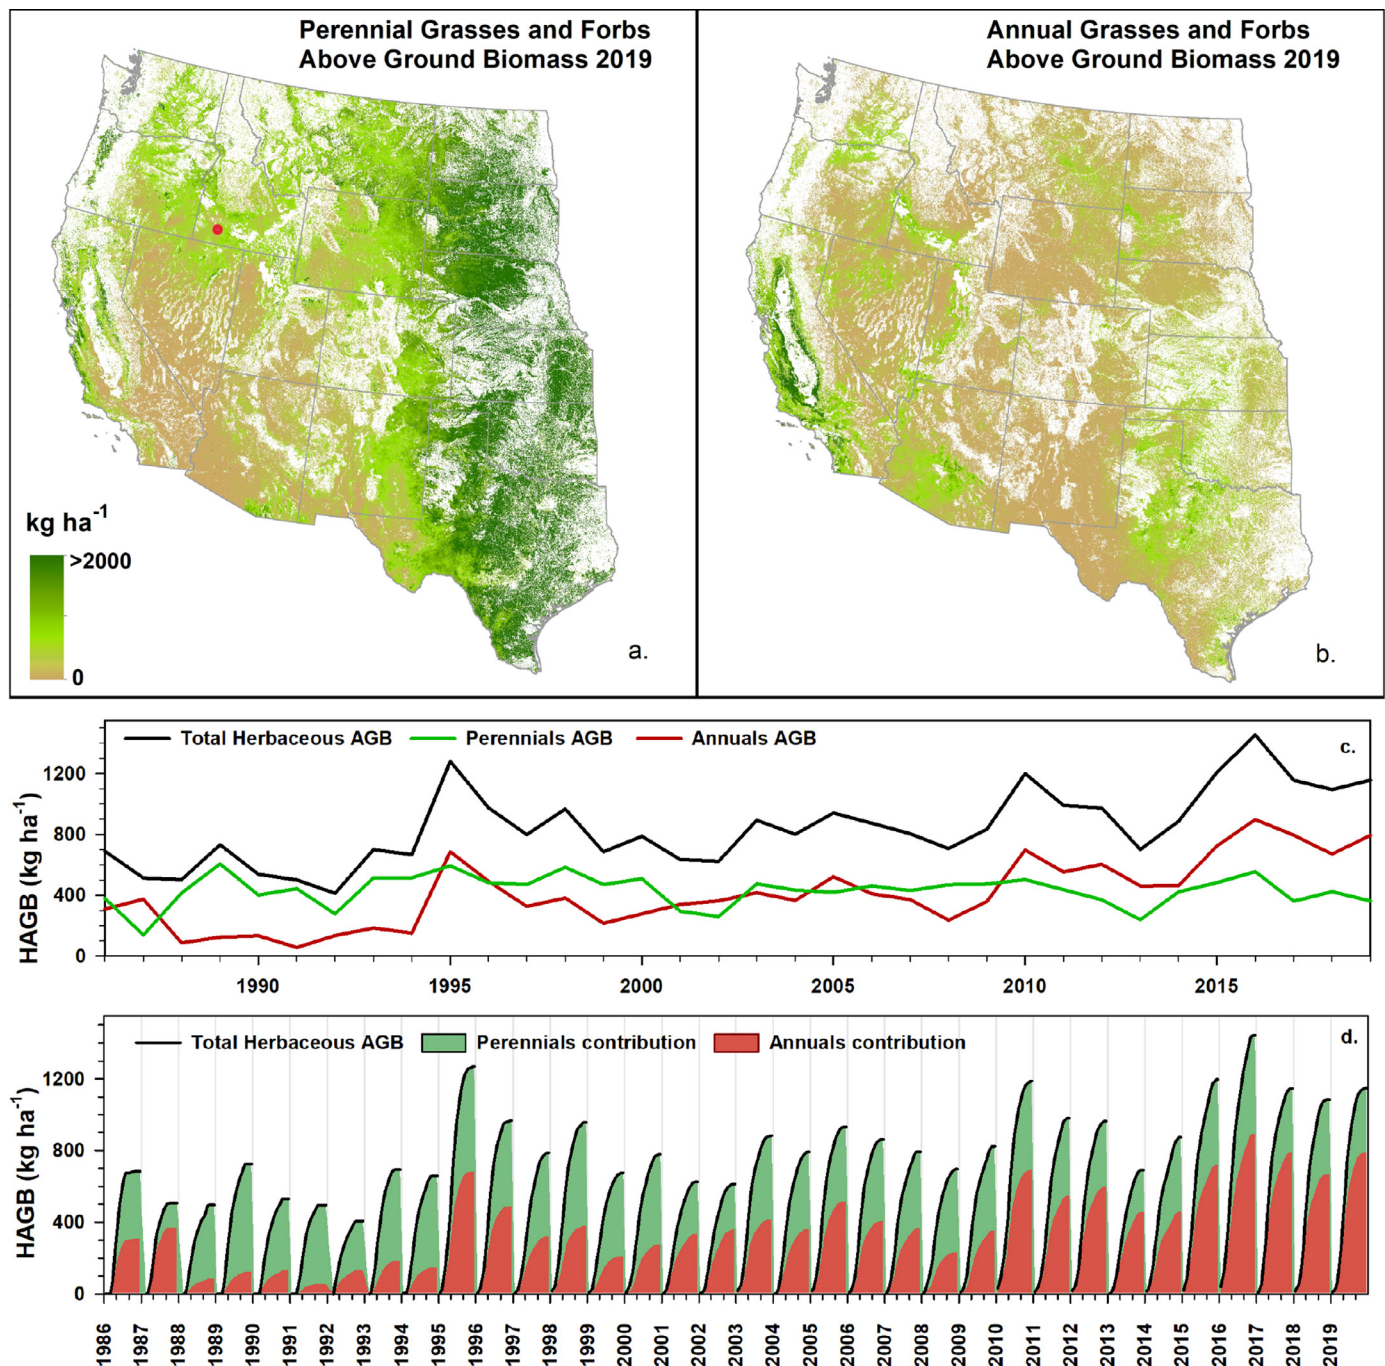 Perennial Grasses and Forbs
Above Ground Biomass 2019
Annual Grasses and Forbs
Above Ground Biomass 2019
kg ha-1
>2000
0
a.
b.
Total Herbaceous AGB
Perennials AGB
Annuals AGB
c.
HAGB (kg ha-1)
1200
800
400
0
1990
1995
2000
2005
2010
2015
Total Herbaceous AGB
Perennials contribution
Annuals contribution
d.
HAGB (kg ha-1)
1200
800
400
0
1986
1987
1988
1989
1990
1991
1992
1993
1994
1995
1996
1997
1998
1999
2000
2001
2002
2003
2004
2005
2006
2007
2008
2009
2010
2011
2012
2013
2014
2015
2016
2017
2018
2019